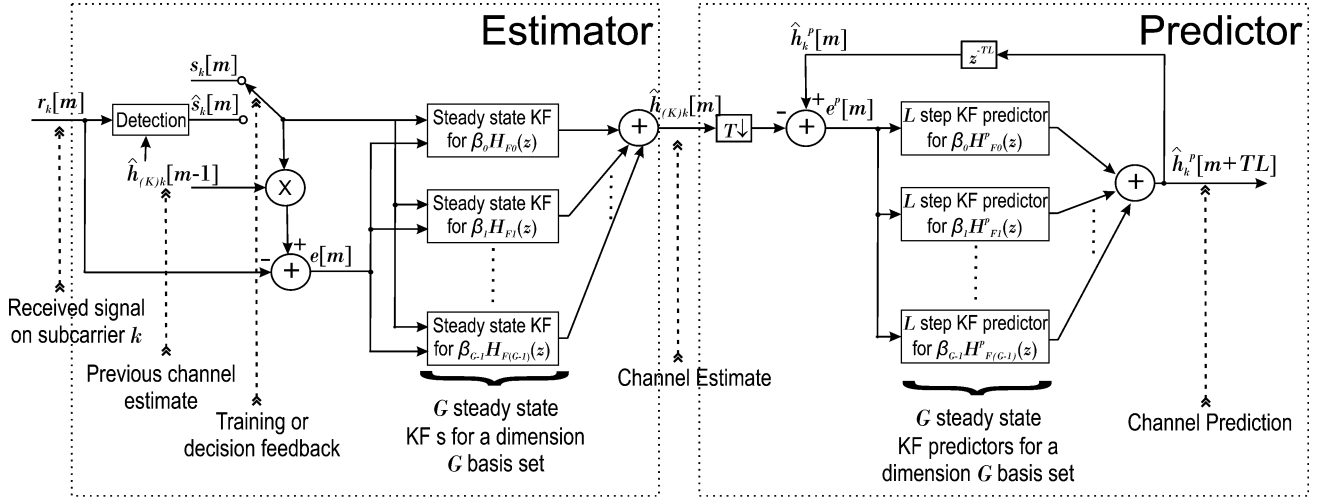 Estimator
s_k[m]
r_k[m]
Detection
ŝ_k[m]
ĥ_(K)k[m-1]
X
+
-
+
e[m]
Steady state KF
for β_0H_F0(z)
Steady state KF
for β_1H_F1(z)
Steady state KF
for β_G-1H_F(G-1)(z)
+
ĥ_(K)k[m]
Received signal
on subcarrier k
Previous channel
estimate
Training or
decision feedback
G steady state
KF s for a dimension
G basis set
Channel Estimate
Predictor
ĥ_k^p[m]
z^-TL
T↓
-
+
+
e^p[m]
L step KF predictor
for β_0H^p_F0(z)
L step KF predictor
for β_1H^p_F1(z)
L step KF predictor
for β_G-1H^p_F(G-1)(z)
+
ĥ_k^p[m+TL]
G steady state
KF predictors for a
dimension G basis set
Channel Prediction